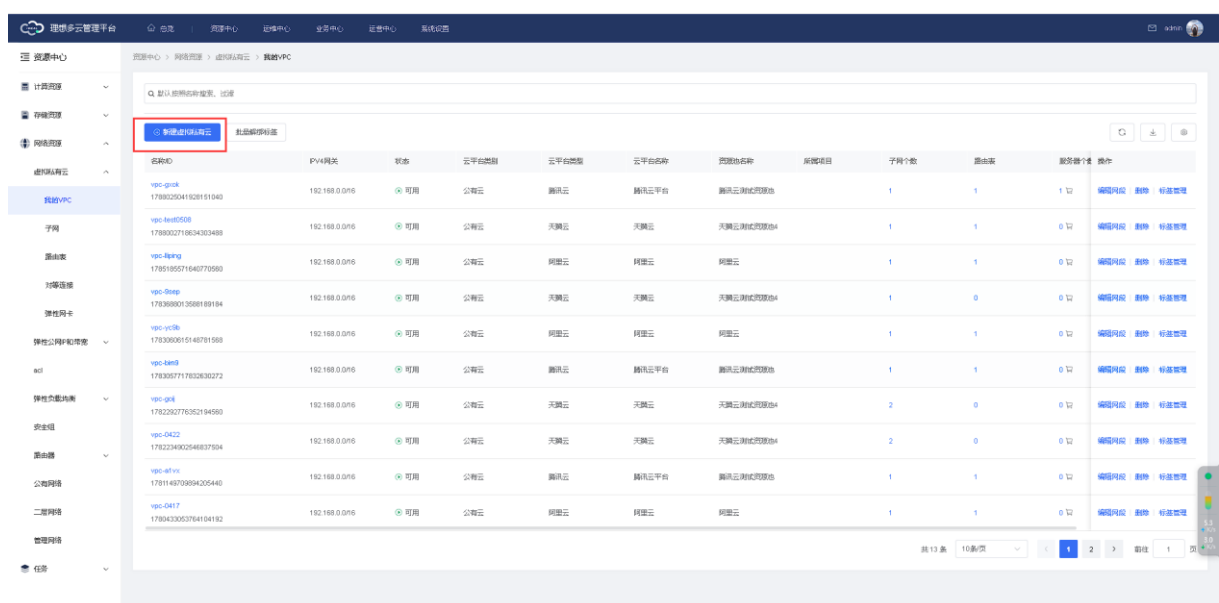 理想多云管理平台 总览 资源中心 运维中心 业务中心 运营中心 系统设置 admin
资源中心
资源中心 > 网络资源 > 虚拟私有云 > 我的VPC
计算资源
存储资源
网络资源
虚拟私有云
我的VPC
子网
路由表
对等连接
弹性网卡
弹性公网IP和带宽
acl
弹性负载均衡
安全组
路由器
公有网络
二层网络
管理网络
任务
默认按照名称搜索、过滤
新建虚拟私有云 批量解绑标签
名称/ID IPV4网关 状态 云平台类别 云平台类型 云平台名称 资源池名称 所属项目 子网个数 路由表 服务器个数 操作
vpc-gxok
1788025041928151040 192.168.0.0/16 可用 公有云 腾讯云 腾讯云平台 腾讯云测试资源池 1 1 1 编辑网段 删除 标签管理
vpc-test0508
1788002718634303488 192.168.0.0/16 可用 公有云 天翼云 天翼云 天翼云测试资源池4 1 1 0 编辑网段 删除 标签管理
vpc-liping
1785185571640770560 192.168.0.0/16 可用 公有云 阿里云 阿里云 阿里云 1 1 0 编辑网段 删除 标签管理
vpc-9sep
1783688013588189184 192.168.0.0/16 可用 公有云 天翼云 天翼云 天翼云测试资源池4 1 0 0 编辑网段 删除 标签管理
vpc-yc9b
1783060615148781568 192.168.0.0/16 可用 公有云 阿里云 阿里云 阿里云 1 1 0 编辑网段 删除 标签管理
vpc-bim9
1783057717832630272 192.168.0.0/16 可用 公有云 腾讯云 腾讯云平台 腾讯云测试资源池 1 1 0 编辑网段 删除 标签管理
vpc-goij
1782292776352194560 192.168.0.0/16 可用 公有云 天翼云 天翼云 天翼云测试资源池4 2 0 0 编辑网段 删除 标签管理
vpc-0422
1782234902546837504 192.168.0.0/16 可用 公有云 天翼云 天翼云 天翼云测试资源池4 2 0 0 编辑网段 删除 标签管理
1781149709894205440 192.168.0.0/16 可用 公有云 腾讯云 腾讯云平台 腾讯云测试资源池 1 1 0 编辑网段 删除 标签管理
vpc-0417
1780433053764104192 192.168.0.0/16 可用 公有云 阿里云 阿里云 阿里云 1 1 0 编辑网段 删除 标签管理
共 13 条 10条/页 1 2 前往 1 页